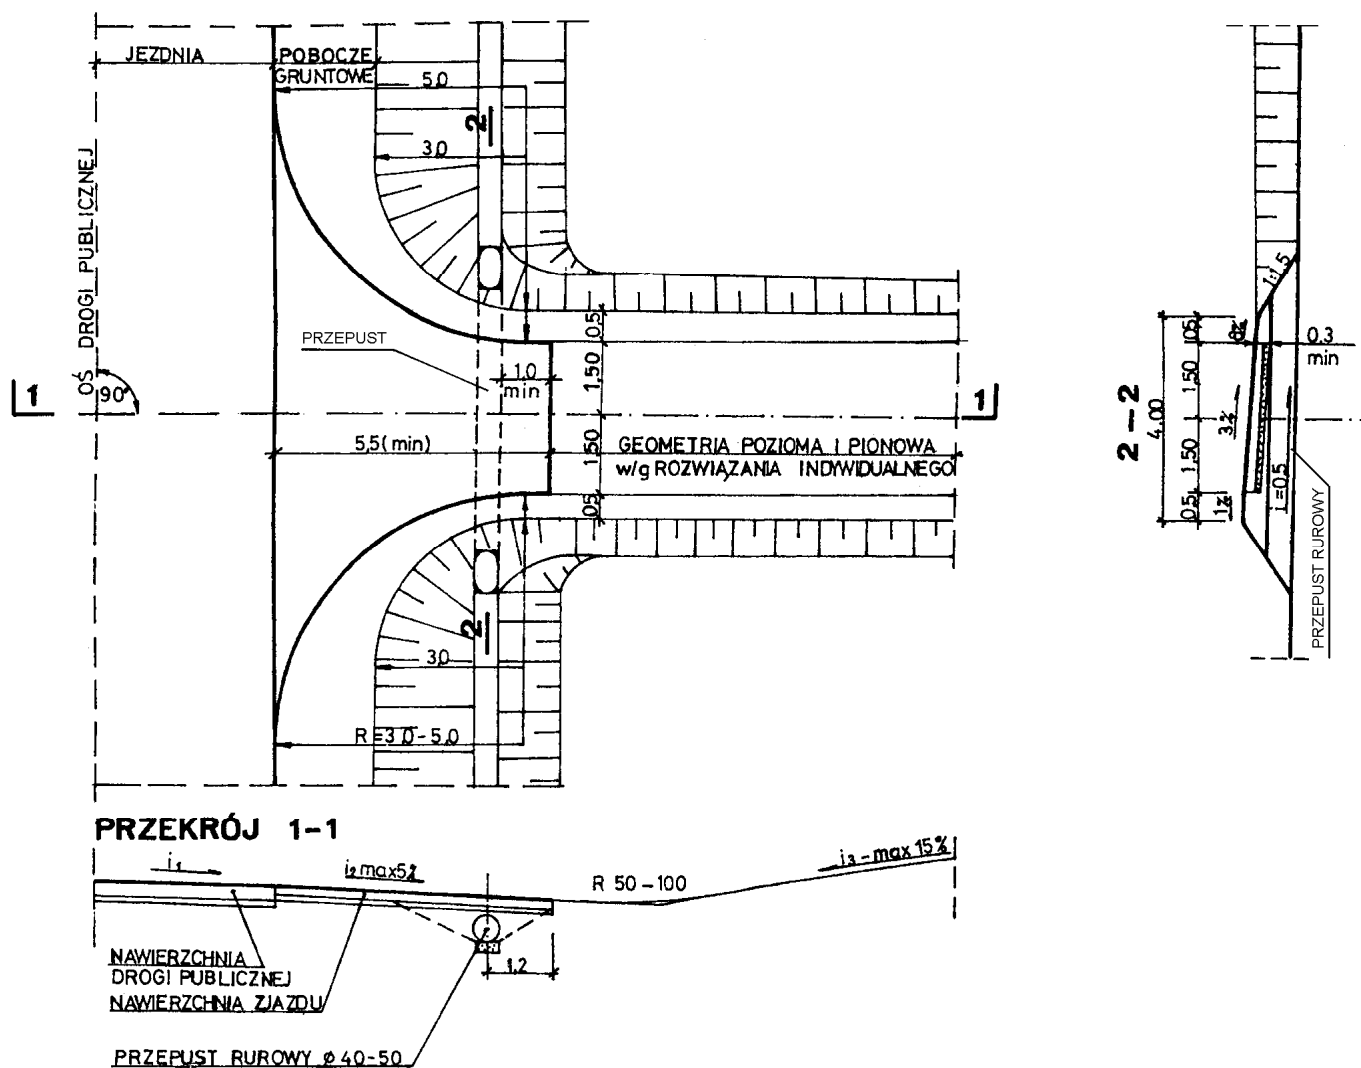 JEZDNIA
POBOCZE
GRUNTOWE
5,0
2
3,0
OŚ DROGI PUBLICZNEJ
90°
1
PRZEPUST
1,0
min
0,5
1,50
1,50
0,5
1
5,5 (min)
GEOMETRIA POZIOMA I PIONOWA
w/g ROZWIĄZANIA INDYWIDUALNEGO
2
3,0
R=3,0-5,0
1:1,5
0,3
min
0,5
1,50
1,50
0,5
4.00
2-2
8%
3%
1%
i=0,5
PRZEPUST RUROWY
PRZEKRÓJ 1-1
i1
i2 max5%
R 50-100
i3 - max 15%
1,2
NAWIERZCHNIA
DROGI PUBLICZNEJ
NAWIERZCHNIA ZJAZDU
PRZEPUST RUROWY ø 40-50